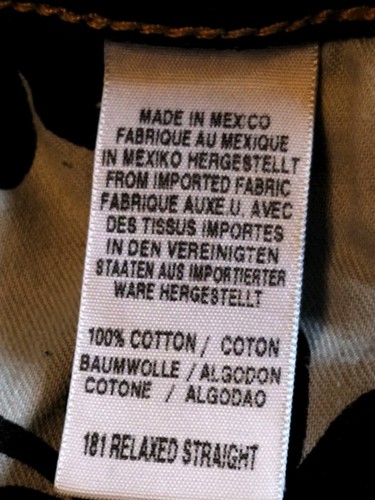 MADE IN MEXICO
FABRIQUE AU MEXIQUE
IN MEXIKO HERGESTELLT
FROM IMPORTED FABRIC
FABRIQUE AUXE.U. AVEC
DES TISSUS IMPORTES
IN DEN VEREINIGTEN
STAATEN AUS IMPORTIERTER
WARE HERGESTELLT
100% COTTON / COTON
BAUMWOLLE / ALGODON
COTONE / ALGODAO
181 RELAXED STRAIGHT